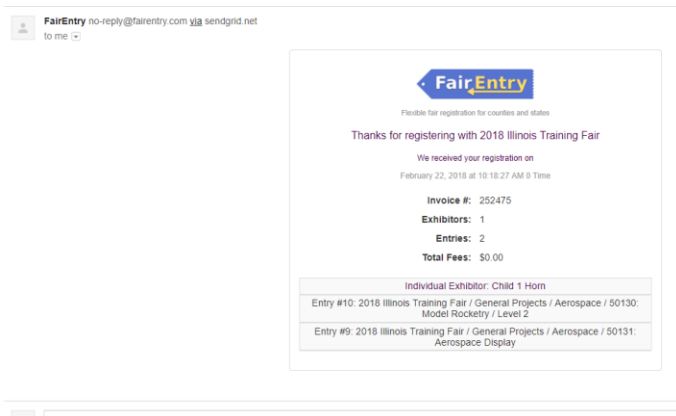 FairEntry no-reply@fairentry.com via sendgrid.net
to me
FairEntry
Flexible fair registration for counties and states
Thanks for registering with 2018 Illinois Training Fair
We received your registration on
February 22, 2018 at 10:18:27 AM 0 Time
Invoice #: 252475
Exhibitors: 1
Entries: 2
Total Fees: $0.00
Individual Exhibitor: Child 1 Horn
Entry #10: 2018 Illinois Training Fair / General Projects / Aerospace / 50130:
Model Rocketry / Level 2
Entry #9: 2018 Illinois Training Fair / General Projects / Aerospace / 50131:
Aerospace Display